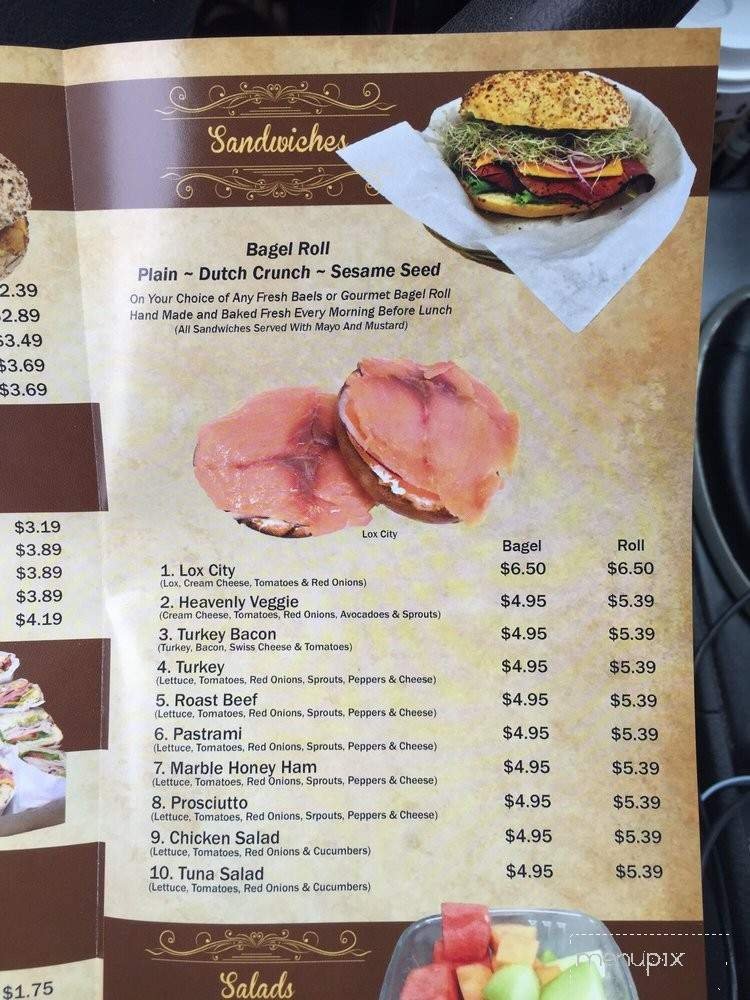 2.39
2.89
$3.49
$3.69
$3.69
$3.19
$3.89
$3.89
$3.89
$4.19
$1.75
Sandwiches
Bagel Roll
Plain ~ Dutch Crunch ~ Sesame Seed
On Your Choice of Any Fresh Baels or Gourmet Bagel Roll
Hand Made and Baked Fresh Every Morning Before Lunch
(All Sandwiches Served With Mayo And Mustard)
Lox City
Bagel Roll
1. Lox City $6.50 $6.50
(Lox, Cream Cheese, Tomatoes & Red Onions)
2. Heavenly Veggie $4.95 $5.39
(Cream Cheese, Tomatoes, Red Onions, Avocadoes & Sprouts)
3. Turkey Bacon $4.95 $5.39
(Turkey, Bacon, Swiss Cheese & Tomatoes)
4. Turkey $4.95 $5.39
(Lettuce, Tomatoes, Red Onions, Sprouts, Peppers & Cheese)
5. Roast Beef $4.95 $5.39
(Lettuce, Tomatoes, Red Onions, Sprouts, Peppers & Cheese)
6. Pastrami $4.95 $5.39
(Lettuce, Tomatoes, Red Onions, Sprouts, Peppers & Cheese)
7. Marble Honey Ham $4.95 $5.39
(Lettuce, Tomatoes, Red Onions, Sprouts, Peppers & Cheese)
8. Prosciutto $4.95 $5.39
(Lettuce, Tomatoes, Red Onions, Srpouts, Peppers & Cheese)
9. Chicken Salad $4.95 $5.39
(Lettuce, Tomatoes, Red Onions & Cucumbers)
10. Tuna Salad $4.95 $5.39
(Lettuce, Tomatoes, Red Onions & Cucumbers)
Salads
menupix